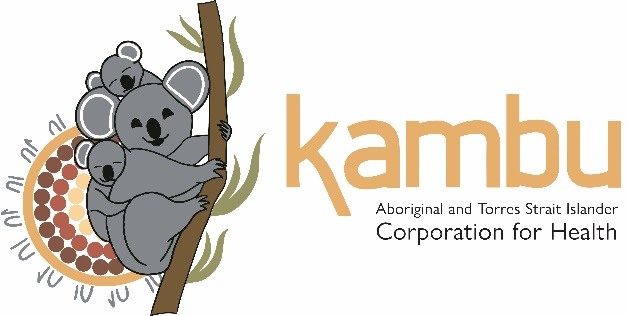 kambu
Aboriginal and Torres Strait Islander
Corporation for Health